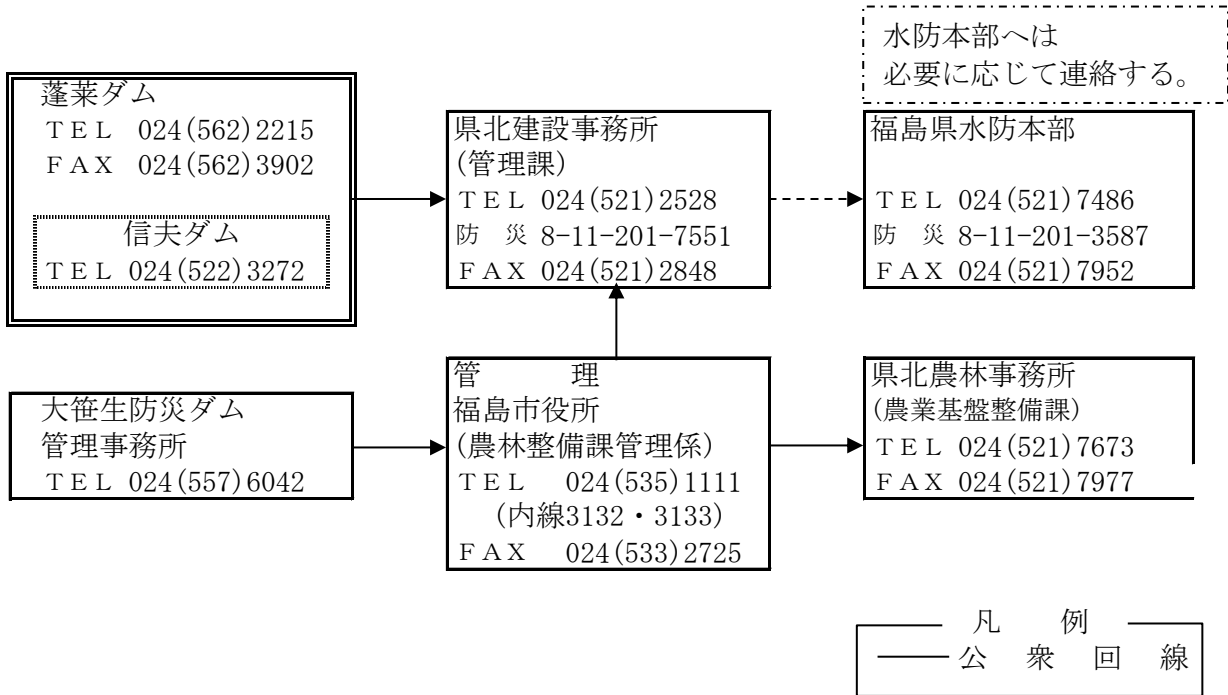 水防本部へは
必要に応じて連絡する。
蓬莱ダム
ＴＥＬ 024(562)2215
ＦＡＸ 024(562)3902
信夫ダム
ＴＥＬ 024(522)3272
県北建設事務所
(管理課)
ＴＥＬ 024(521)2528
防 災 8-11-201-7551
ＦＡＸ 024(521)2848
福島県水防本部
ＴＥＬ 024(521)7486
防 災 8-11-201-3587
ＦＡＸ 024(521)7952
大笹生防災ダム
管理事務所
ＴＥＬ 024(557)6042
管 理
福島市役所
(農林整備課管理係)
ＴＥＬ 024(535)1111
(内線3132・3133)
ＦＡＸ 024(533)2725
県北農林事務所
(農業基盤整備課)
ＴＥＬ 024(521)7673
ＦＡＸ 024(521)7977
凡 例
公 衆 回 線